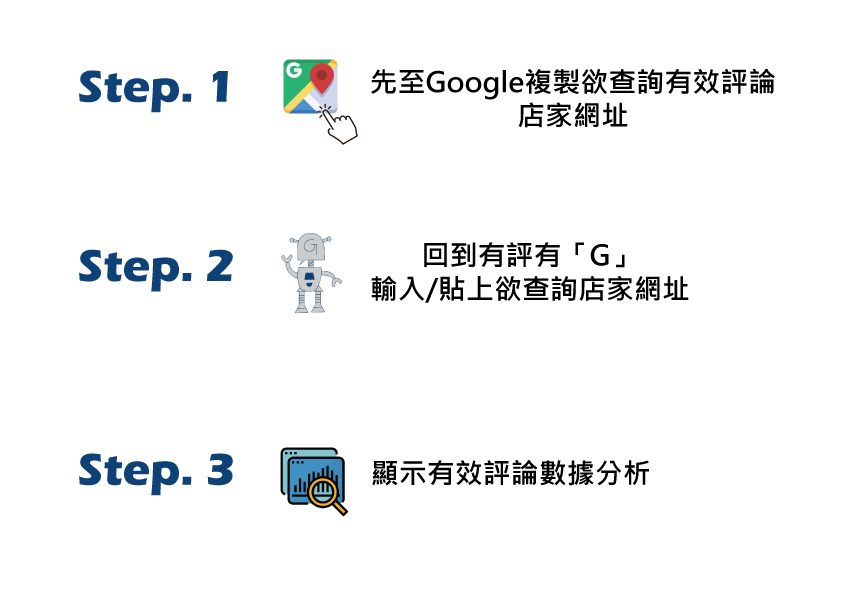 Step. 1
G
先至Google複製欲查詢有效評論
店家網址
Step. 2
G
回到有評有「G」
輸入/貼上欲查詢店家網址
Step. 3
顯示有效評論數據分析